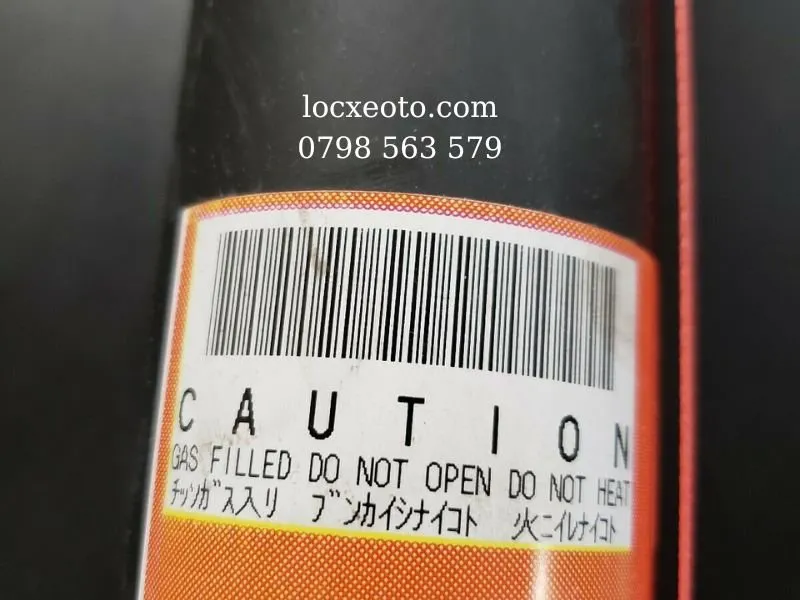 locxeoto.com
0798 563 579
CAUTION
GAS FILLED DO NOT OPEN DO NOT HEAT
チッソガス入リ ブンカイシナイコト 火ニイレナイコト